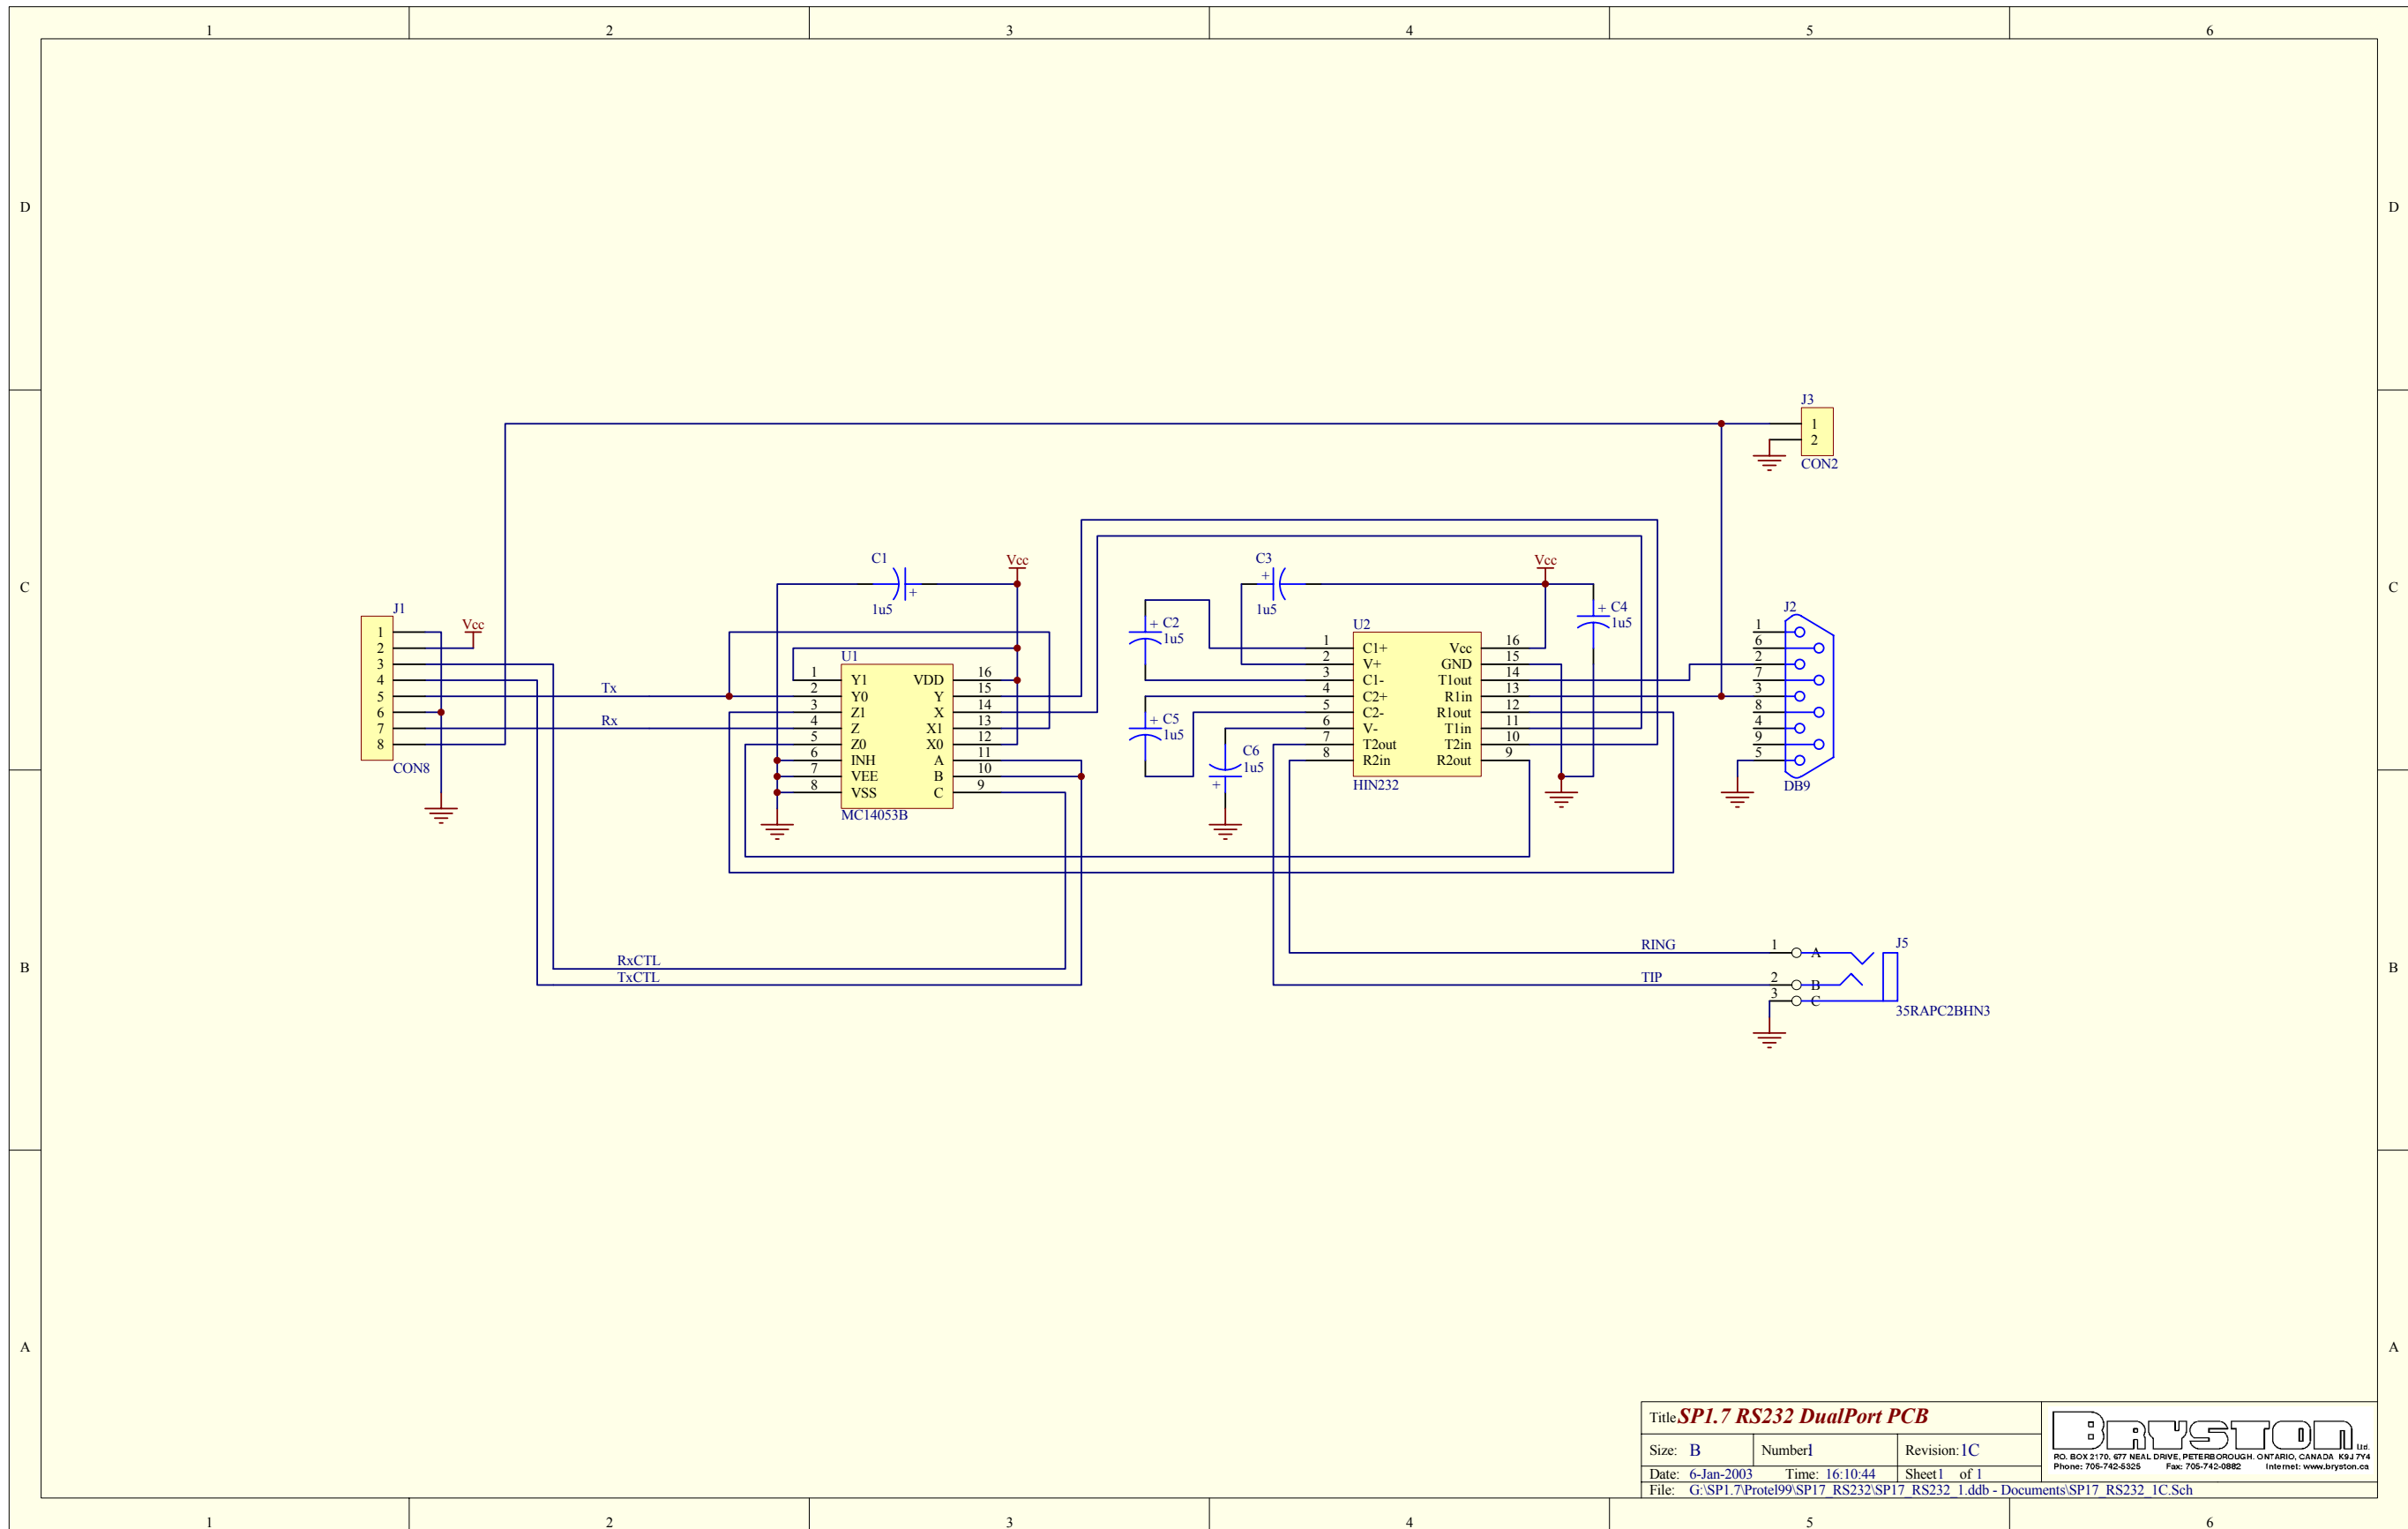 1 2 3 4 5 6
D D
J3
1
2
CON2
C1
1u5
Vcc
C3
+
1u5
Vcc
C C
+ C4
1u5
J1
1
2
3
4
5
6
7
8
CON8
Vcc
Tx
Rx
+
U1
1 Y1 VDD 16
2 Y0 Y 15
3 Z1 X 14
4 Z X1 13
5 Z0 X0 12
6 INH A 11
7 VEE B 10
8 VSS C 9
MC14053B
+ C2
1u5
+ C5
1u5
C6
1u5
+
U2
1 C1+ Vcc 16
2 V+ GND 15
3 C1- T1out 14
4 C2+ R1in 13
5 C2- R1out 12
6 V- T1in 11
7 T2out T2in 10
8 R2in R2out 9
HIN232
J2
1
6
2
7
3
8
4
9
5
DB9
RxCTL
TxCTL
RING
TIP
1 A
2 B
3 C
J5
35RAPC2BHN3
B B
A A
Title SP1.7 RS232 DualPort PCB
Size: B Number: 1 Revision: 1C
Date: 6-Jan-2003 Time: 16:10:44 Sheet 1 of 1
File: G:\SP1.7\Protel99\SP17_RS232\SP17_RS232_1.ddb - Documents\SP17_RS232_1C.Sch
BRYSTON Ltd.
P.O. BOX 2170, 677 NEAL DRIVE, PETERBOROUGH, ONTARIO, CANADA K9J 7Y4
Phone: 705-742-5325 Fax: 705-742-0882 Internet: www.bryston.ca
1 2 3 4 5 6